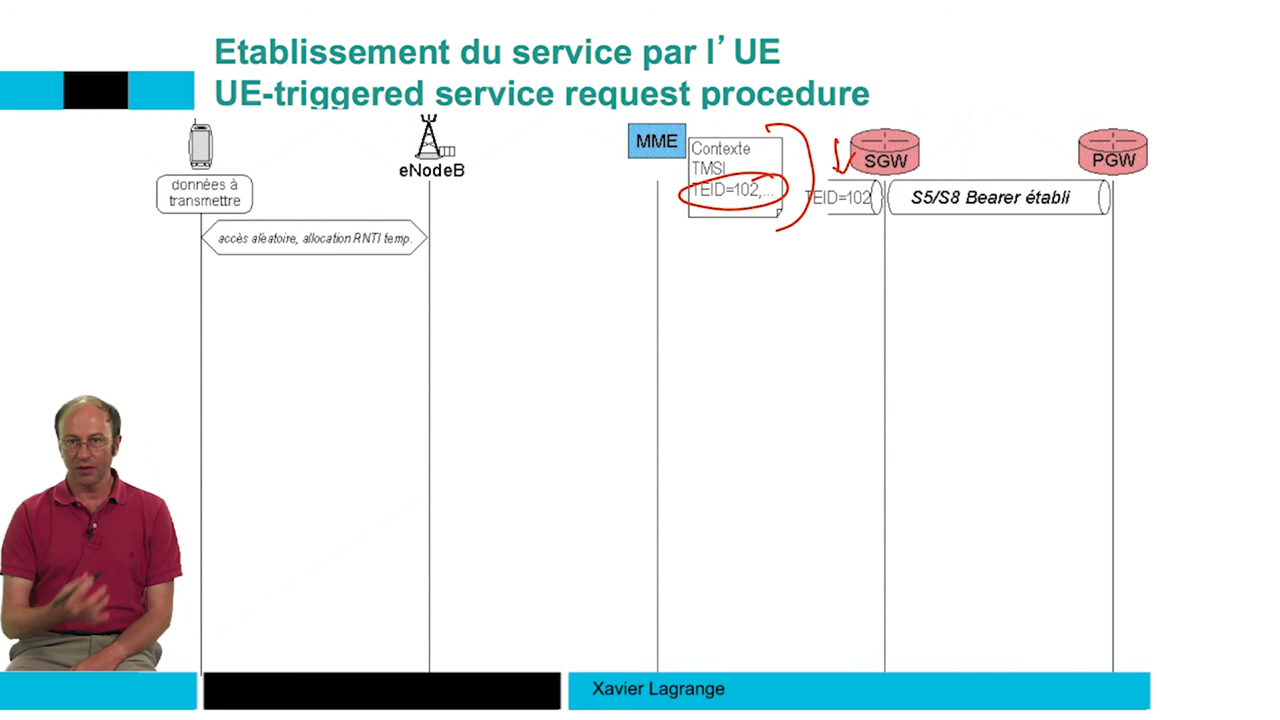 Etablissement du service par l’UE
UE-triggered service request procedure
MME
Contexte
TMSI
TEID=102,...
SGW
PGW
eNodeB
données à
transmettre
TEID=102
S5/S8 Bearer établi
accès aléatoire, allocation RNTI temp.
Xavier Lagrange